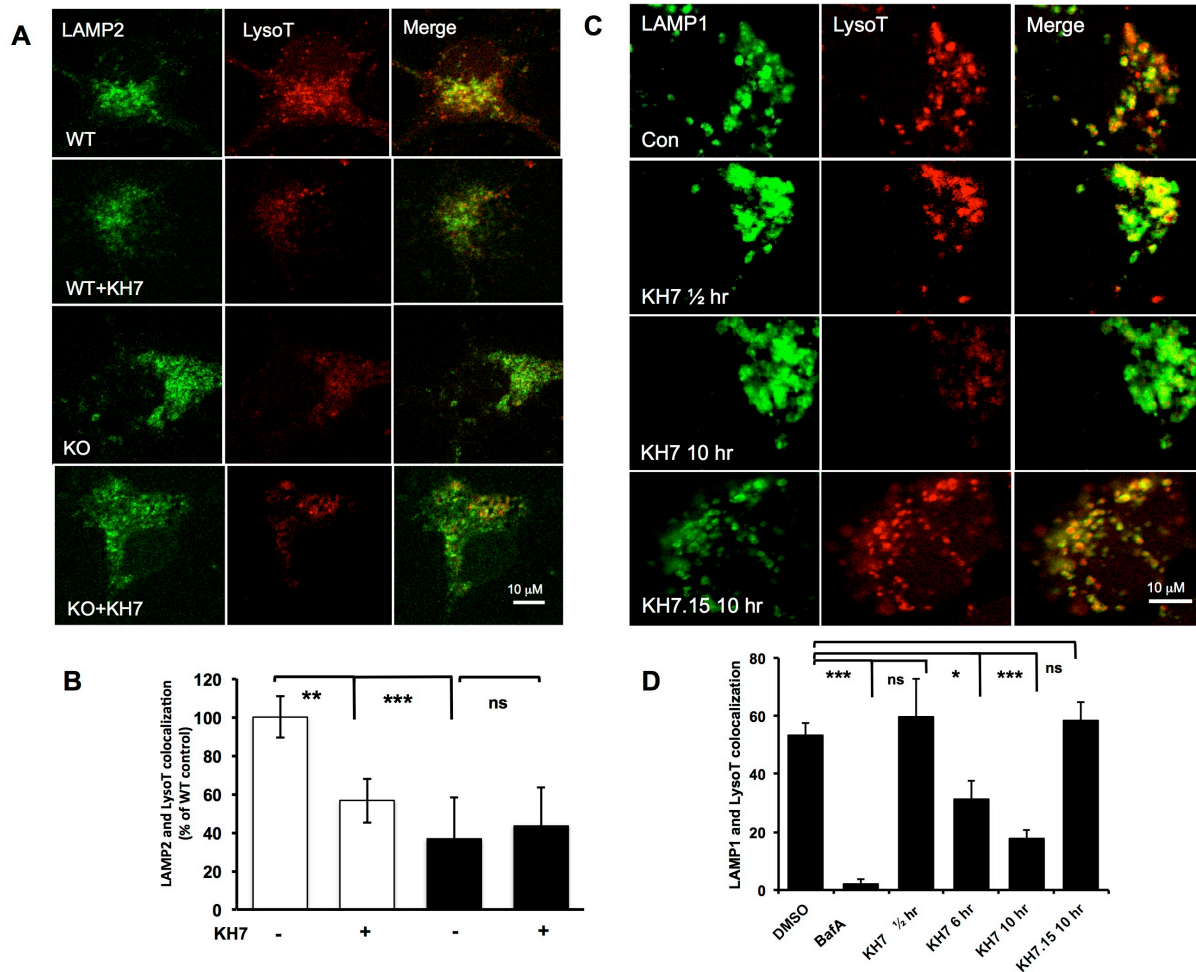 A
LAMP2 LysoT Merge
WT
WT+KH7
KO
KO+KH7
10 µM
C
LAMP1 LysoT Merge
Con
KH7 ½ hr
KH7 10 hr
KH7.15 10 hr
10 µM
B
LAMP2 and LysoT colocalization
(% of WT control)
120
100
80
60
40
20
0
** *** ns
KH7 - + - +
D
LAMP1 and LysoT colocalization
80
60
40
20
0
*** ns * *** ns
DMSO
BafA
KH7 ½ hr
KH7 6 hr
KH7 10 hr
KH7.15 10 hr